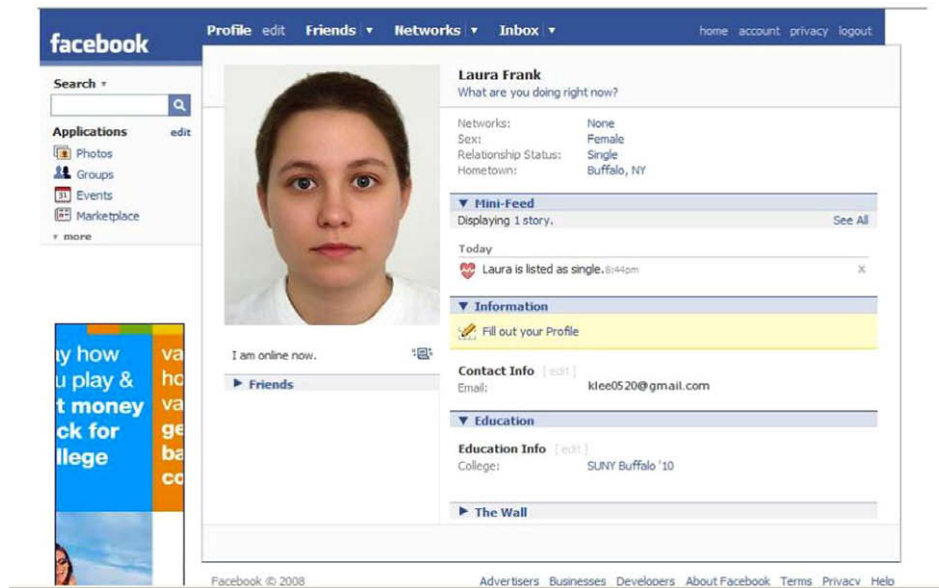 facebook
Profile edit Friends ▼ Networks ▼ Inbox ▼ home account privacy logout
Search ▼
Applications edit
Photos
Groups
31 Events
Marketplace
▼ more
Laura Frank
What are you doing right now?
Networks: None
Sex: Female
Relationship Status: Single
Hometown: Buffalo, NY
▼ Mini-Feed
Displaying 1 story. See All
Today
Laura is listed as single. 8:44pm x
▼ Information
Fill out your Profile
I am online now.
▶ Friends
Contact Info [ edit ]
Email: klee0520@gmail.com
▼ Education
Education Info [ edit ]
College: SUNY Buffalo '10
▶ The Wall
ay how
u play &
t money
ck for
llege
va
ho
va
ge
ba
co
Facebook © 2008 Advertisers Businesses Developers About Facebook Terms Privacy Help